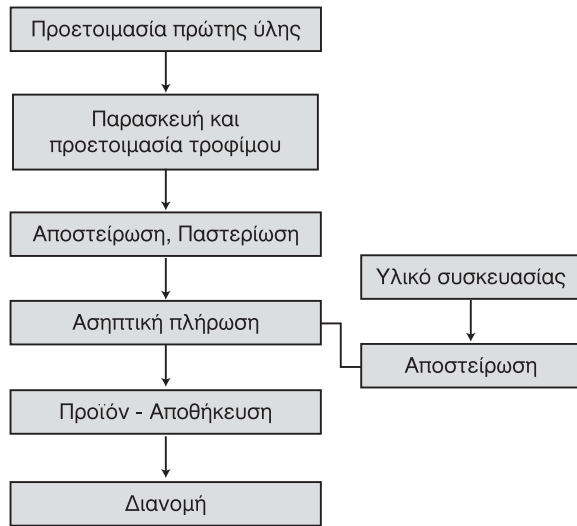 Προετοιμασία πρώτης ύλης
Παρασκευή και
προετοιμασία τροφίμου
Αποστείρωση, Παστερίωση
Υλικό συσκευασίας
Ασηπτική πλήρωση
Αποστείρωση
Προϊόν - Αποθήκευση
Διανομή